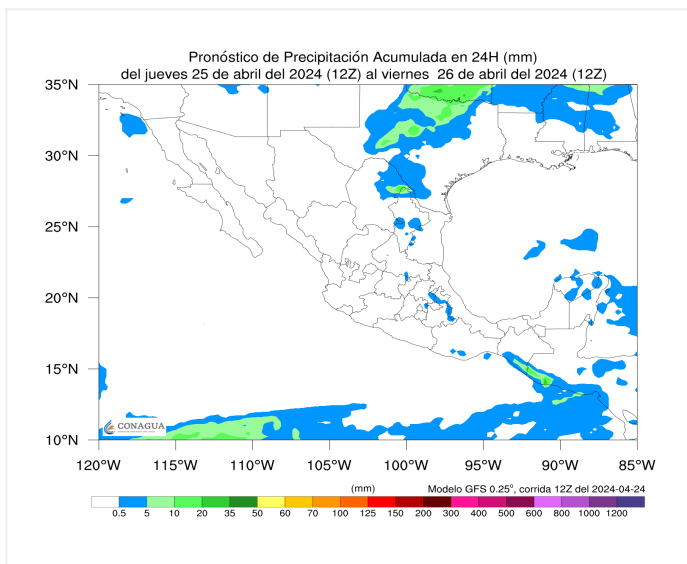 Pronóstico de Precipitación Acumulada en 24H (mm)
del jueves 25 de abril del 2024 (12Z) al viernes 26 de abril del 2024 (12Z)
35°N
30°N
25°N
20°N
15°N
10°N
CONAGUA
120°W 115°W 110°W 105°W 100°W 95°W 90°W 85°W
(mm) Modelo GFS 0.25°, corrida 12Z del 2024-04-24
0.5 5 10 20 35 50 60 70 100 125 150 200 300 400 500 600 800 1000 1200